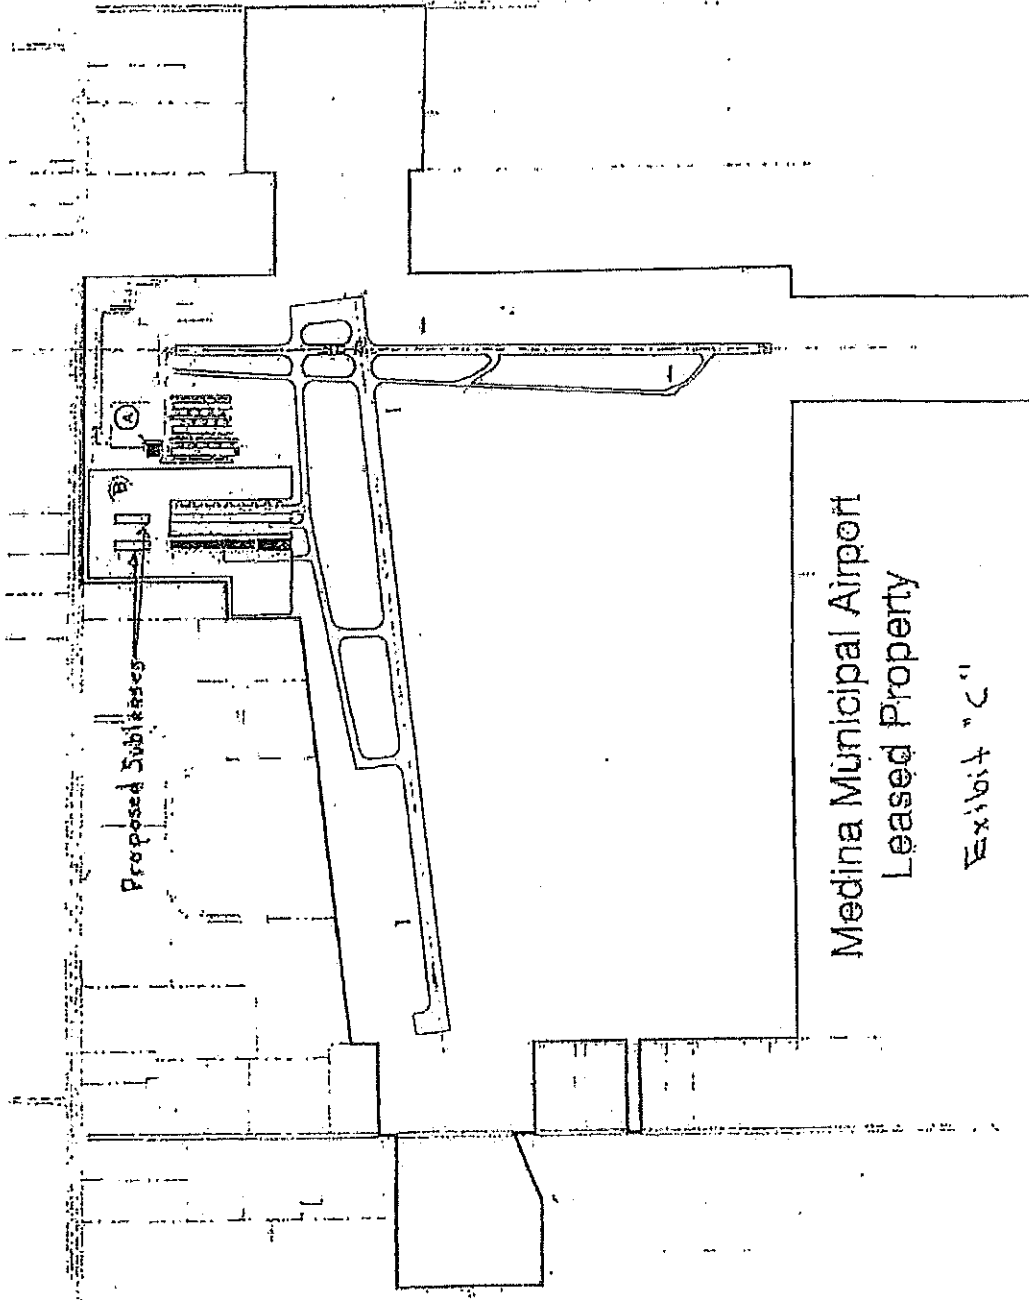 Proposed Subleases
A
B
Medina Municipal Airport
Leased Property
Exhibit "C"